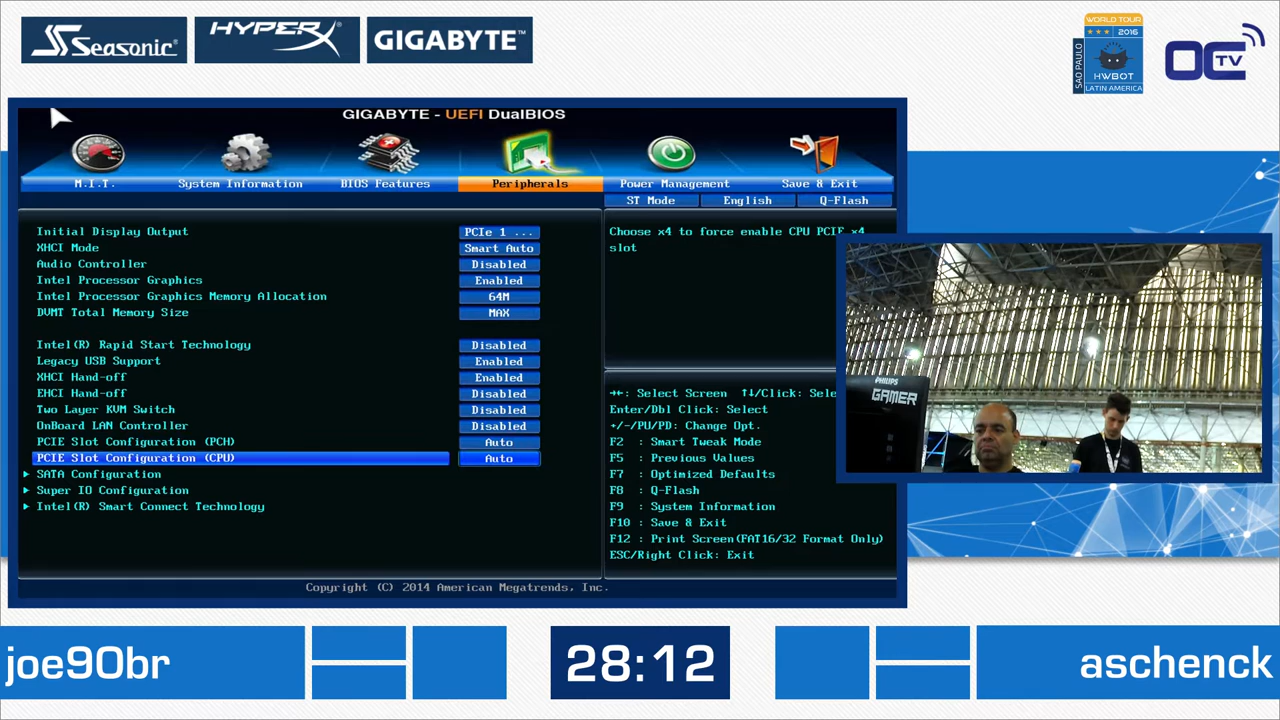 Seasonic®
HYPERX®
GIGABYTE™
WORLD TOUR
2016
SAO PAULO
HWBOT
LATIN AMERICA
OCTV
GIGABYTE - UEFI DualBIOS
M.I.T.
System Information
BIOS Features
Peripherals
Power Management
Save & Exit
ST Mode
English
Q-Flash
Initial Display Output PCIe 1 ...
XHCI Mode Smart Auto
Audio Controller Disabled
Intel Processor Graphics Enabled
Intel Processor Graphics Memory Allocation 64M
DVMT Total Memory Size MAX
Intel(R) Rapid Start Technology Disabled
Legacy USB Support Enabled
XHCI Hand-off Enabled
EHCI Hand-off Disabled
Two Layer KVM Switch Disabled
OnBoard LAN Controller Disabled
PCIE Slot Configuration (PCH) Auto
PCIE Slot Configuration (CPU) Auto
SATA Configuration
Super IO Configuration
Intel(R) Smart Connect Technology
Choose x4 to force enable CPU PCIE x4
slot
→←: Select Screen ↑↓/Click: Sele
Enter/Dbl Click: Select
+/-/PU/PD: Change Opt.
F2 : Smart Tweak Mode
F5 : Previous Values
F7 : Optimized Defaults
F8 : Q-Flash
F9 : System Information
F10 : Save & Exit
F12 : Print Screen(FAT16/32 Format Only)
ESC/Right Click: Exit
Copyright (C) 2014 American Megatrends, Inc.
PHILIPS
GAMER
joe90br
28:12
aschenck